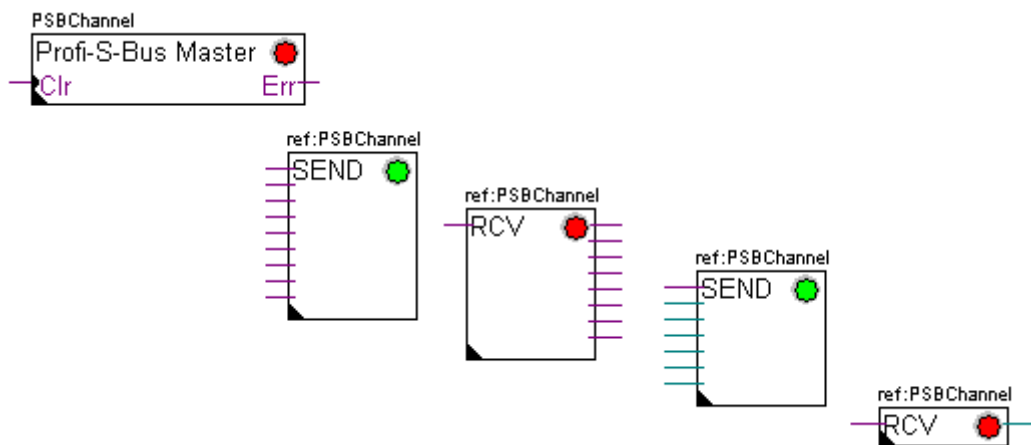 PSBChannel
Profi-S-Bus Master
Clr Err
ref:PSBChannel
SEND
ref:PSBChannel
RCV
ref:PSBChannel
SEND
ref:PSBChannel
RCV